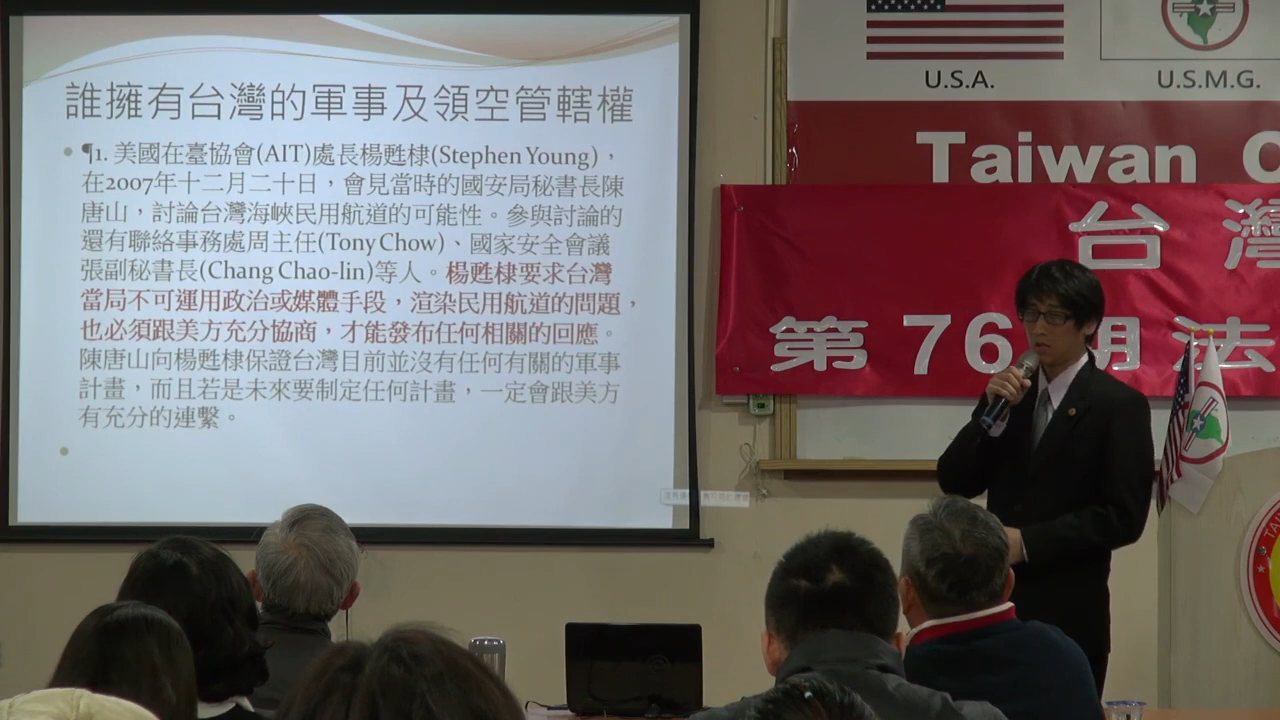 誰擁有台灣的軍事及領空管轄權
¶1. 美國在臺協會(AIT)處長楊甦棣(Stephen Young)，
在2007年十二月二十日，會見當時的國安局秘書長陳
唐山，討論台灣海峽民用航道的可能性。參與討論的
還有聯絡事務處周主任(Tony Chow)、國家安全會議
張副秘書長(Chang Chao-lin)等人。楊甦棣要求台灣
當局不可運用政治或媒體手段，渲染民用航道的問題，
也必須跟美方充分協商，才能發布任何相關的回應。
陳唐山向楊甦棣保證台灣目前並沒有任何有關的軍事
計畫，而且若是未來要制定任何計畫，一定會跟美方
有充分的連繫。
U.S.A.
U.S.M.G.
Taiwan C
台灣
第76期法